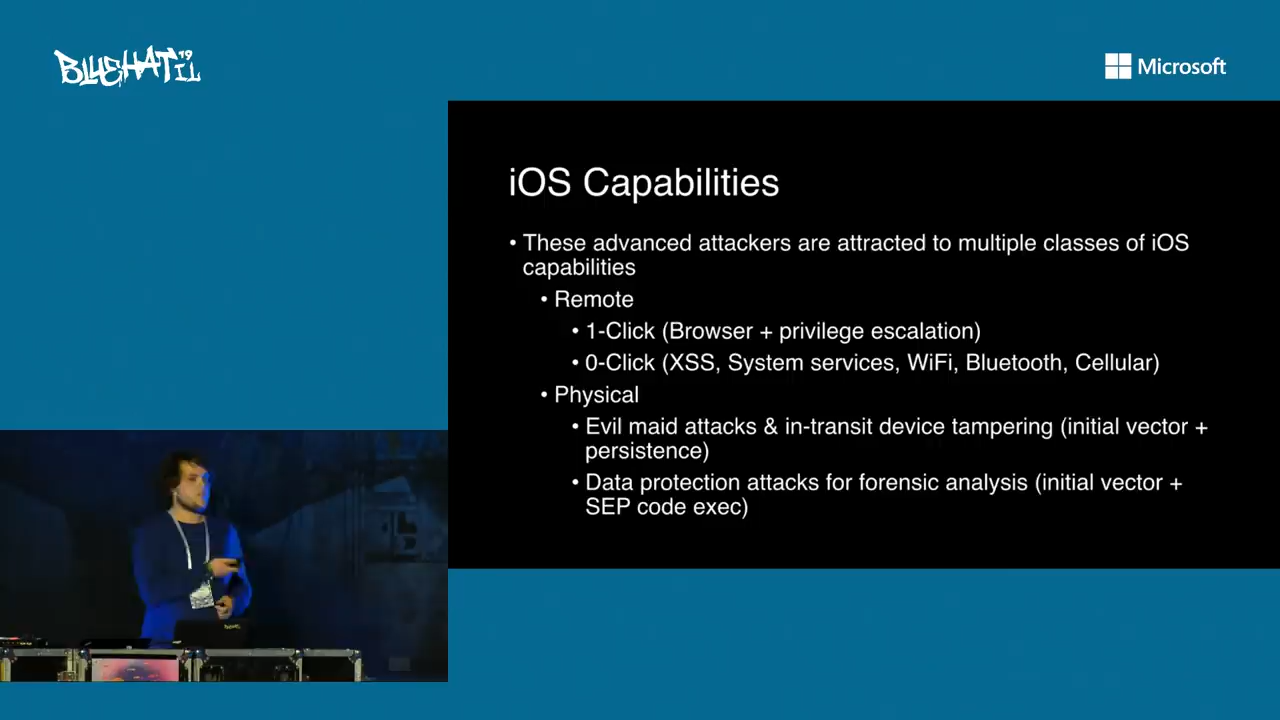 BLUEHAT 19
IL
Microsoft
iOS Capabilities
• These advanced attackers are attracted to multiple classes of iOS
capabilities
• Remote
• 1-Click (Browser + privilege escalation)
• 0-Click (XSS, System services, WiFi, Bluetooth, Cellular)
• Physical
• Evil maid attacks & in-transit device tampering (initial vector +
persistence)
• Data protection attacks for forensic analysis (initial vector +
SEP code exec)